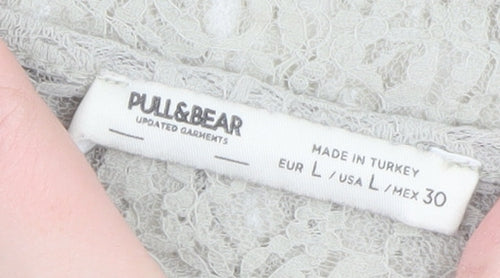 PULL&BEAR
UPDATED GARMENTS
MADE IN TURKEY
EUR L / USA L / MEX 30